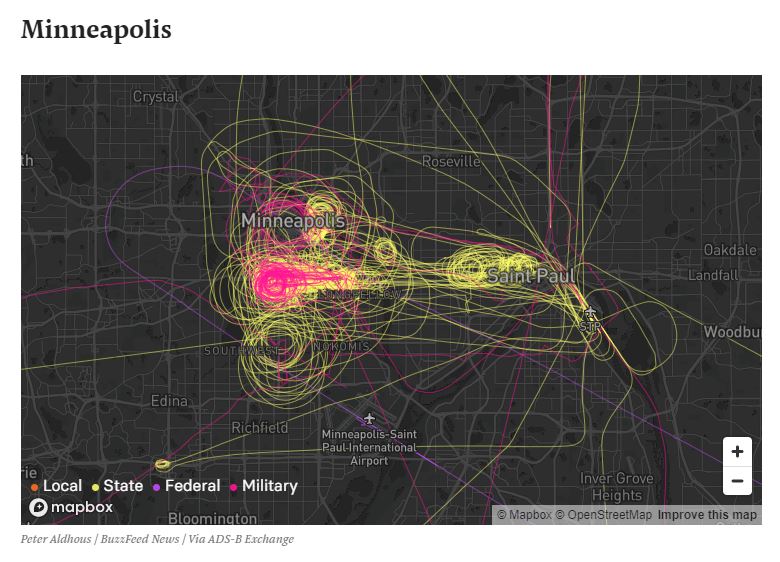 Minneapolis
Crystal
th
Roseville
Minneapolis
Oakdale
Saint Paul
Landfall
STP
Woodbu
NOKOMIS
SOUTHWEST
Edina
Richfield
Minneapolis-Saint
Paul International
Airport
rie
Inver Grove
Heights
Local State Federal Military
mapbox
Bloomington
© Mapbox © OpenStreetMap Improve this map
Peter Aldhous / BuzzFeed News / Via ADS-B Exchange